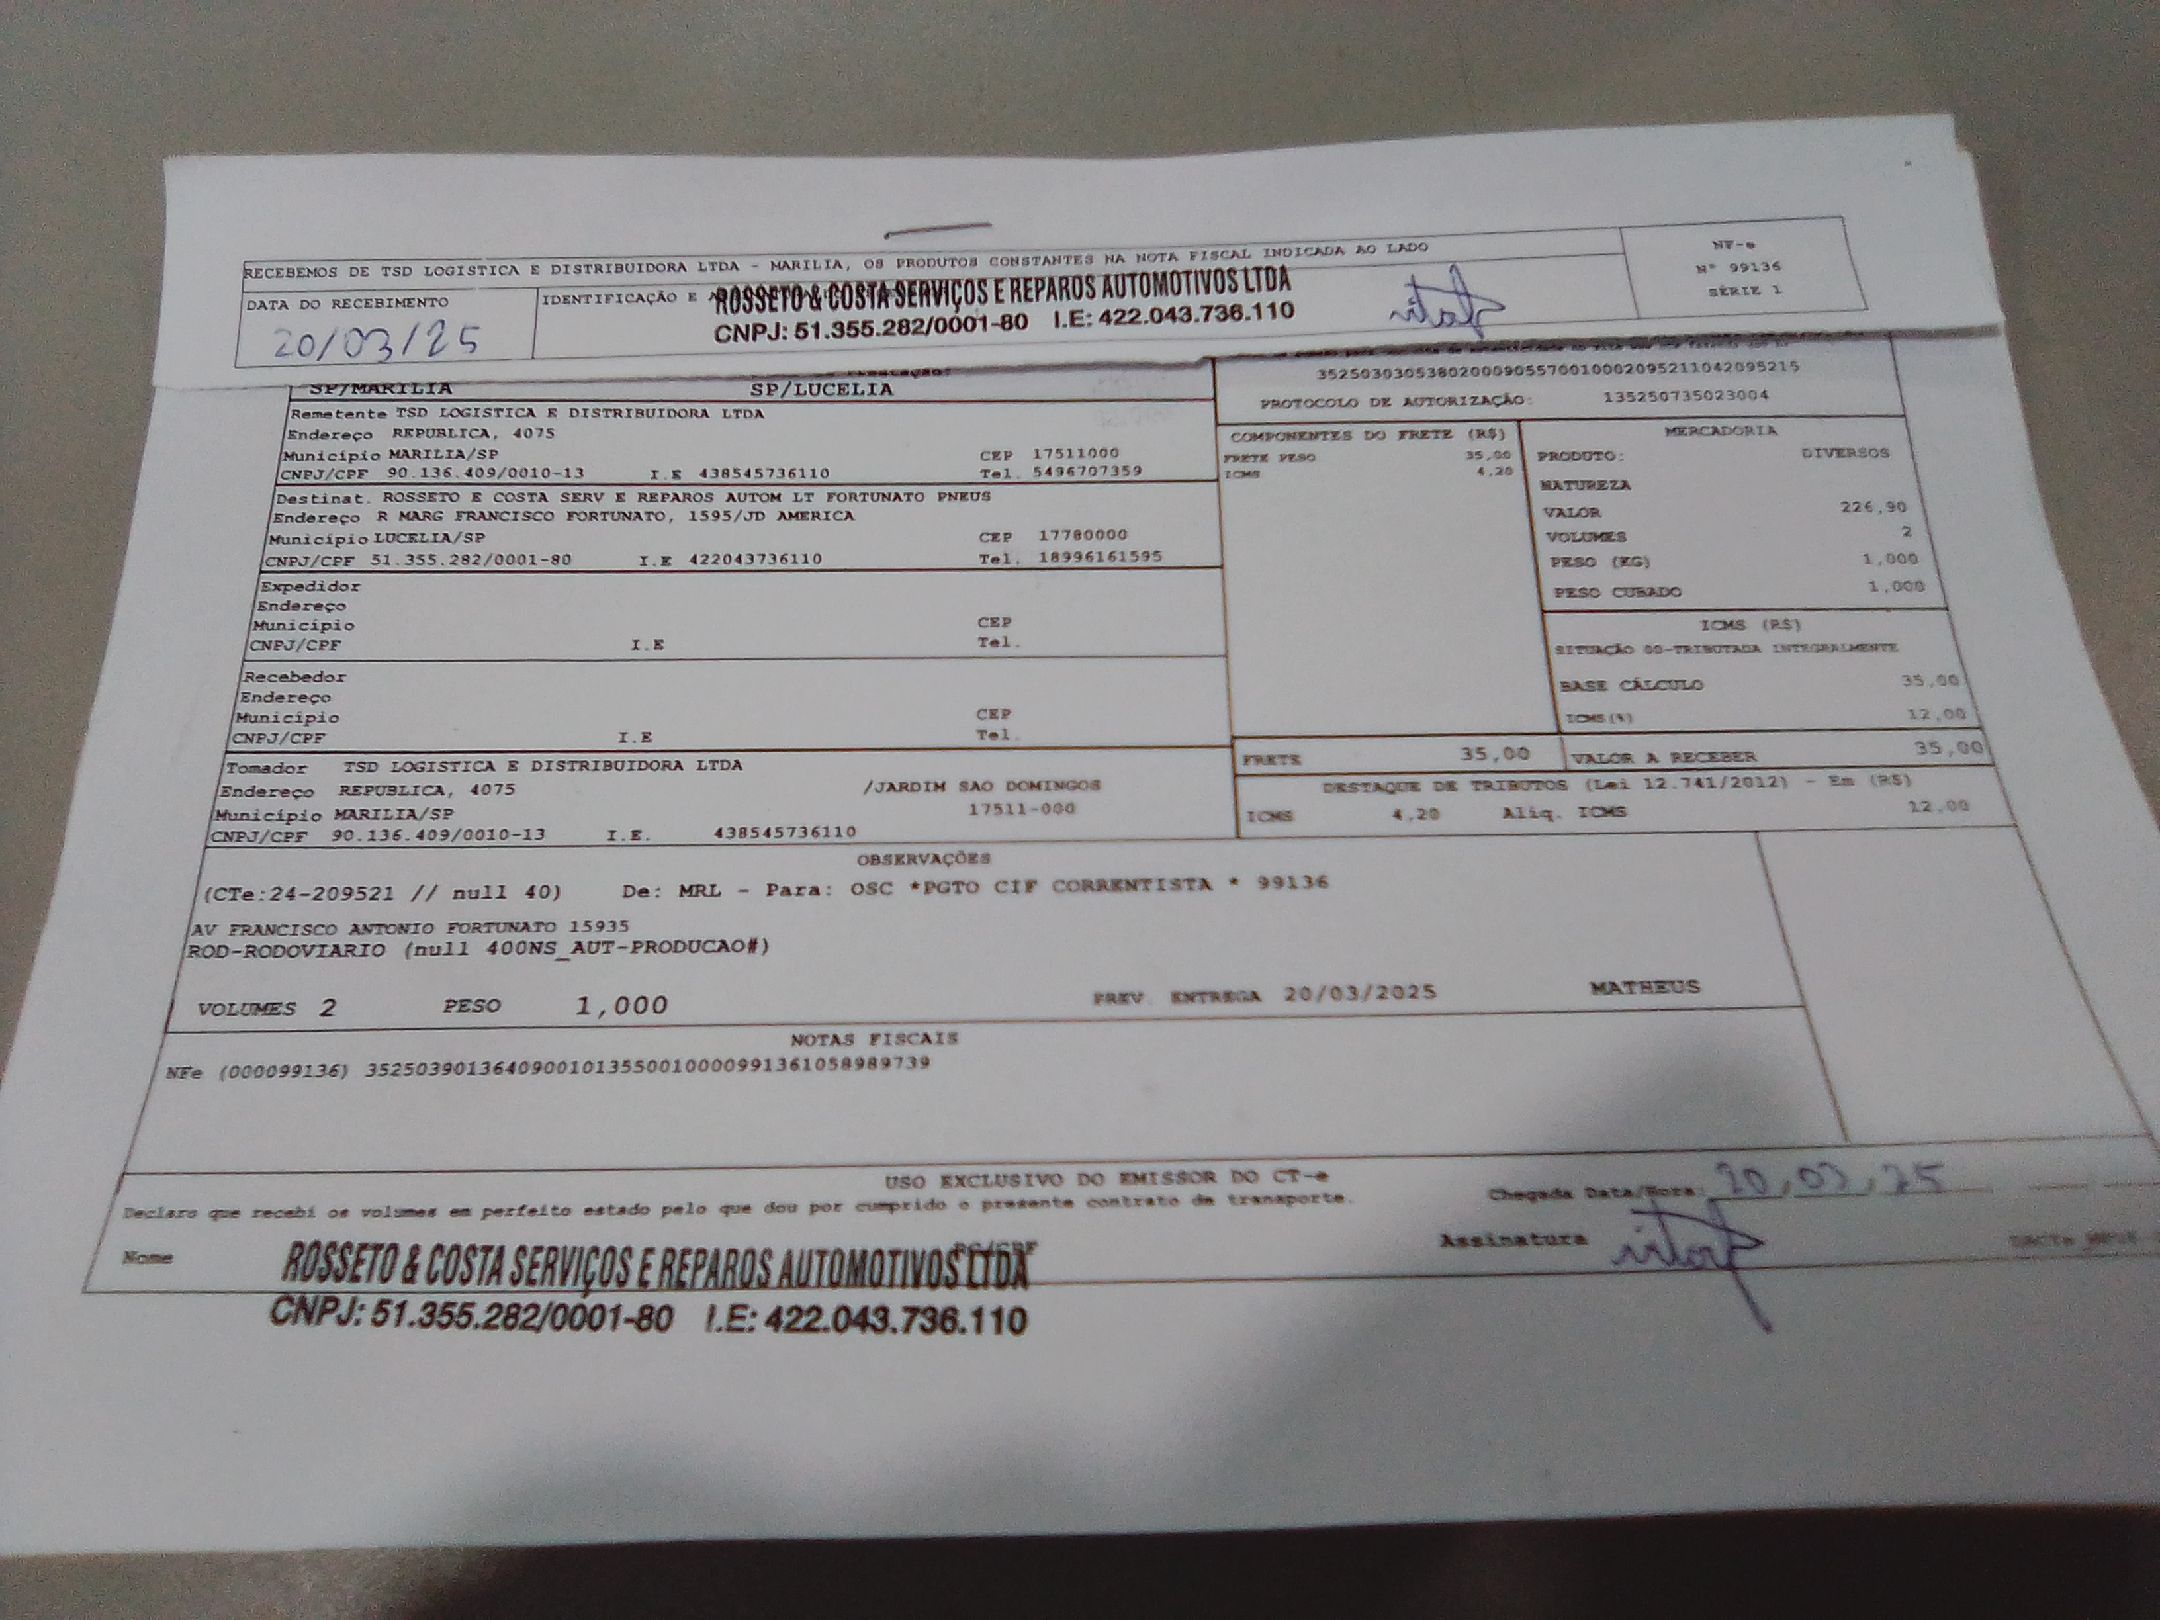 RECEBEMOS DE TSD LOGISTICA E DISTRIBUIDORA LTDA - MARILIA, OS PRODUTOS CONSTANTES NA NOTA FISCAL INDICADA AO LADO
NF-e
Nº 99136
SÉRIE 1
DATA DO RECEBIMENTO
20/03/25
IDENTIFICAÇÃO E
ROSSETO & COSTA SERVIÇOS E REPAROS AUTOMOTIVOS LTDA
CNPJ: 51.355.282/0001-80 I.E: 422.043.736.110
SP/MARILIA SP/LUCELIA
35250303053802000905570010002095211042095215
PROTOCOLO DE AUTORIZAÇÃO: 135250735023004
Remetente TSD LOGISTICA E DISTRIBUIDORA LTDA
Endereço REPUBLICA, 4075
Município MARILIA/SP CEP 17511000
CNPJ/CPF 90.136.409/0010-13 I.E 438545736110 Tel. 5496707359
Destinat. ROSSETO E COSTA SERV E REPAROS AUTOM LT FORTUNATO PNEUS
Endereço R MARG FRANCISCO FORTUNATO, 1595/JD AMERICA
Município LUCELIA/SP CEP 17780000
CNPJ/CPF 51.355.282/0001-80 I.E 422043736110 Tel. 18996161595
Expedidor
Endereço
Município CEP
CNPJ/CPF I.E Tel.
Recebedor
Endereço
Município CEP
CNPJ/CPF I.E Tel.
Tomador TSD LOGISTICA E DISTRIBUIDORA LTDA
Endereço REPUBLICA, 4075 /JARDIM SAO DOMINGOS
Município MARILIA/SP 17511-000
CNPJ/CPF 90.136.409/0010-13 I.E. 438545736110
COMPONENTES DO FRETE (R$)
FRETE PESO 35,00
ICMS 4,20
MERCADORIA
PRODUTO: DIVERSOS
NATUREZA
VALOR 226,90
VOLUMES 2
PESO (KG) 1,000
PESO CUBADO 1,000
ICMS (R$)
SITUAÇÃO 00-TRIBUTADA INTEGRALMENTE
BASE CÁLCULO 35,00
ICMS(%) 12,00
FRETE 35,00 VALOR A RECEBER 35,00
DESTAQUE DE TRIBUTOS (Lei 12.741/2012) - Em (R$)
ICMS 4,20 Aliq. ICMS 12,00
OBSERVAÇÕES
(CTe:24-209521 // null 40) De: MRL - Para: OSC *PGTO CIF CORRENTISTA * 99136
AV FRANCISCO ANTONIO FORTUNATO 15935
ROD-RODOVIARIO (null 400NS_AUT-PRODUCAO#)
VOLUMES 2 PESO 1,000 PREV. ENTREGA 20/03/2025 MATHEUS
NOTAS FISCAIS
NFe (000099136) 35250390136409001013550010000991361058989739
USO EXCLUSIVO DO EMISSOR DO CT-e
Declaro que recebi os volumes em perfeito estado pelo que dou por cumprido o presente contrato de transporte.
Chegada Data/Hora: 20,03,25
Nome
Assinatura
ROSSETO & COSTA SERVIÇOS E REPAROS AUTOMOTIVOS LTDA
CNPJ: 51.355.282/0001-80 I.E: 422.043.736.110